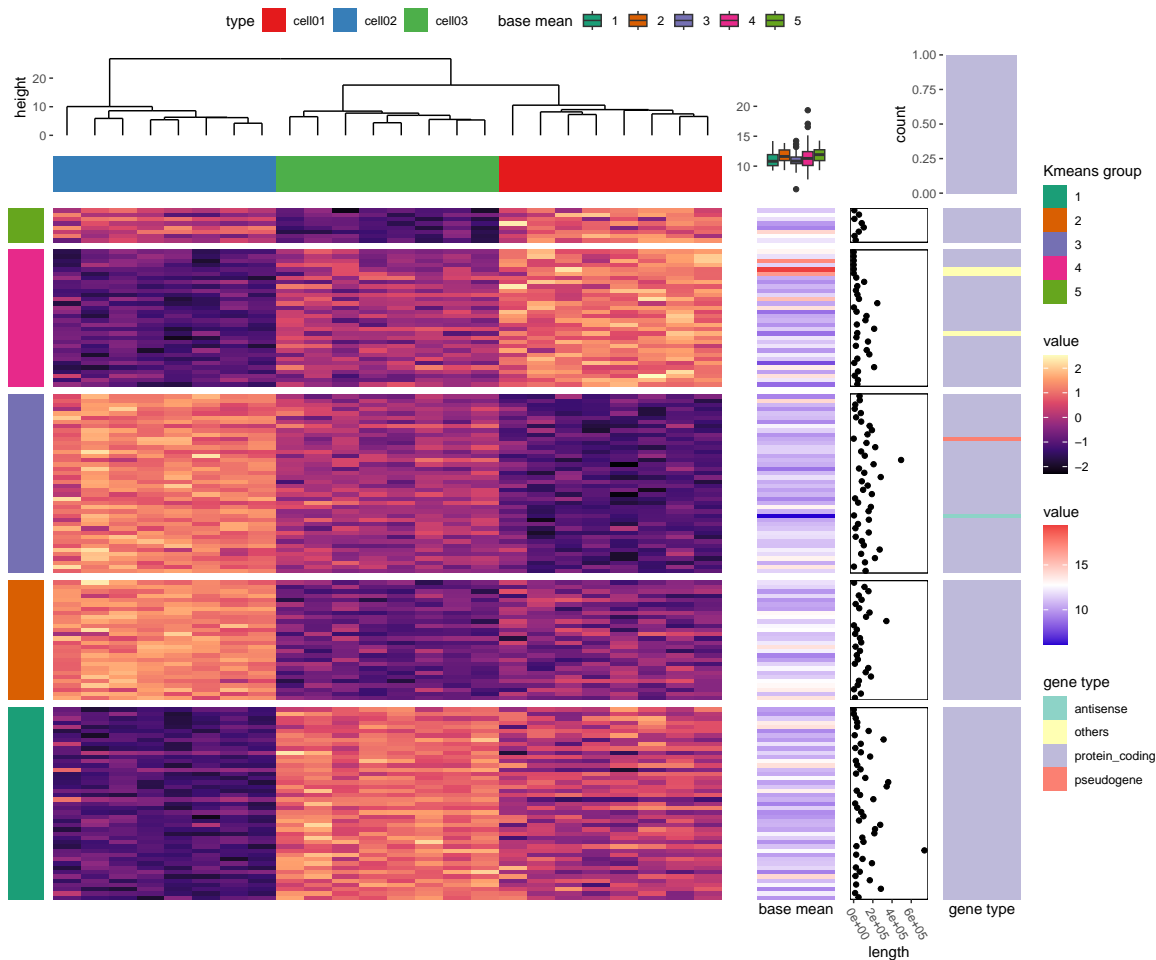 type cell01 cell02 cell03 base mean 1 2 3 4 5
height
20
10
0
20
15
10
count
1.00
0.75
0.50
0.25
0.00
Kmeans group
1
2
3
4
5
value
2
1
0
−1
−2
value
15
10
gene type
antisense
others
protein_coding
pseudogene
base mean
0e+00
2e+05
4e+05
6e+05
length
gene type